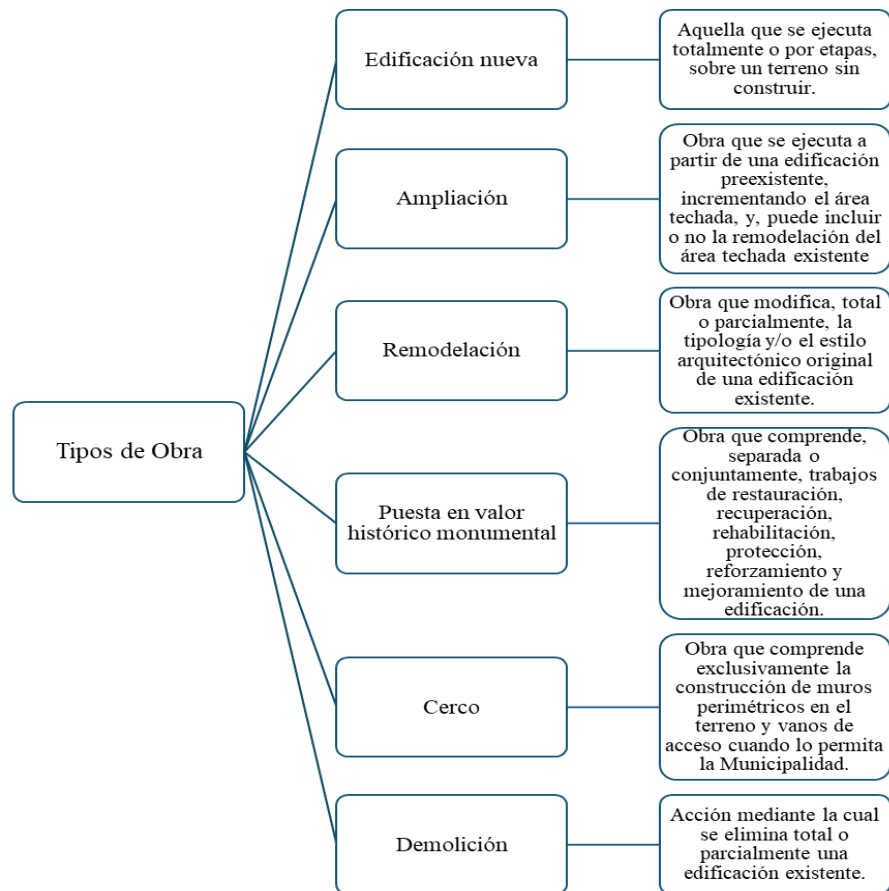 Tipos de Obra
Edificación nueva
Aquella que se ejecuta
totalmente o por etapas,
sobre un terreno sin
construir.
Ampliación
Obra que se ejecuta a
partir de una edificación
preexistente,
incrementando el área
techada, y, puede incluir
o no la remodelación del
área techada existente
Remodelación
Obra que modifica, total
o parcialmente, la
tipología y/o el estilo
arquitectónico original
de una edificación
existente.
Puesta en valor
histórico monumental
Obra que comprende,
separada o
conjuntamente, trabajos
de restauración,
recuperación,
rehabilitación,
protección,
reforzamiento y
mejoramiento de una
edificación.
Cerco
Obra que comprende
exclusivamente la
construcción de muros
perimétricos en el
terreno y vanos de
acceso cuando lo permita
la Municipalidad.
Demolición
Acción mediante la cual
se elimina total o
parcialmente una
edificación existente.